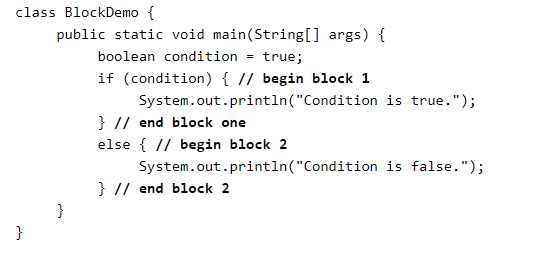 class BlockDemo {
public static void main(String[] args) {
boolean condition = true;
if (condition) { // begin block 1
System.out.println("Condition is true.");
} // end block one
else { // begin block 2
System.out.println("Condition is false.");
} // end block 2
}
}